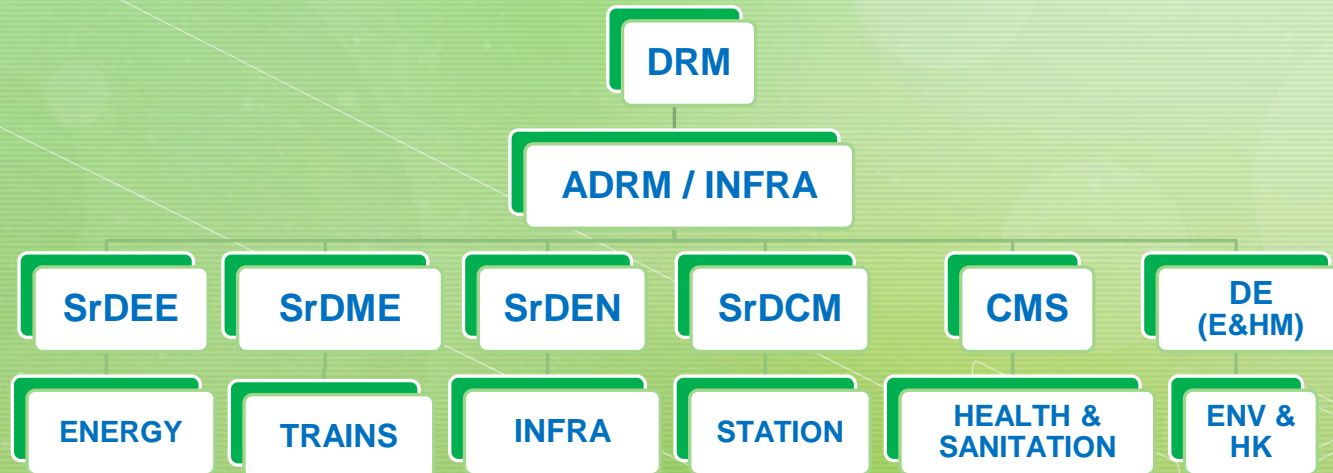 DRM
ADRM / INFRA
SrDEE
SrDME
SrDEN
SrDCM
CMS
DE
(E&HM)
ENERGY
TRAINS
INFRA
STATION
HEALTH &
SANITATION
ENV &
HK